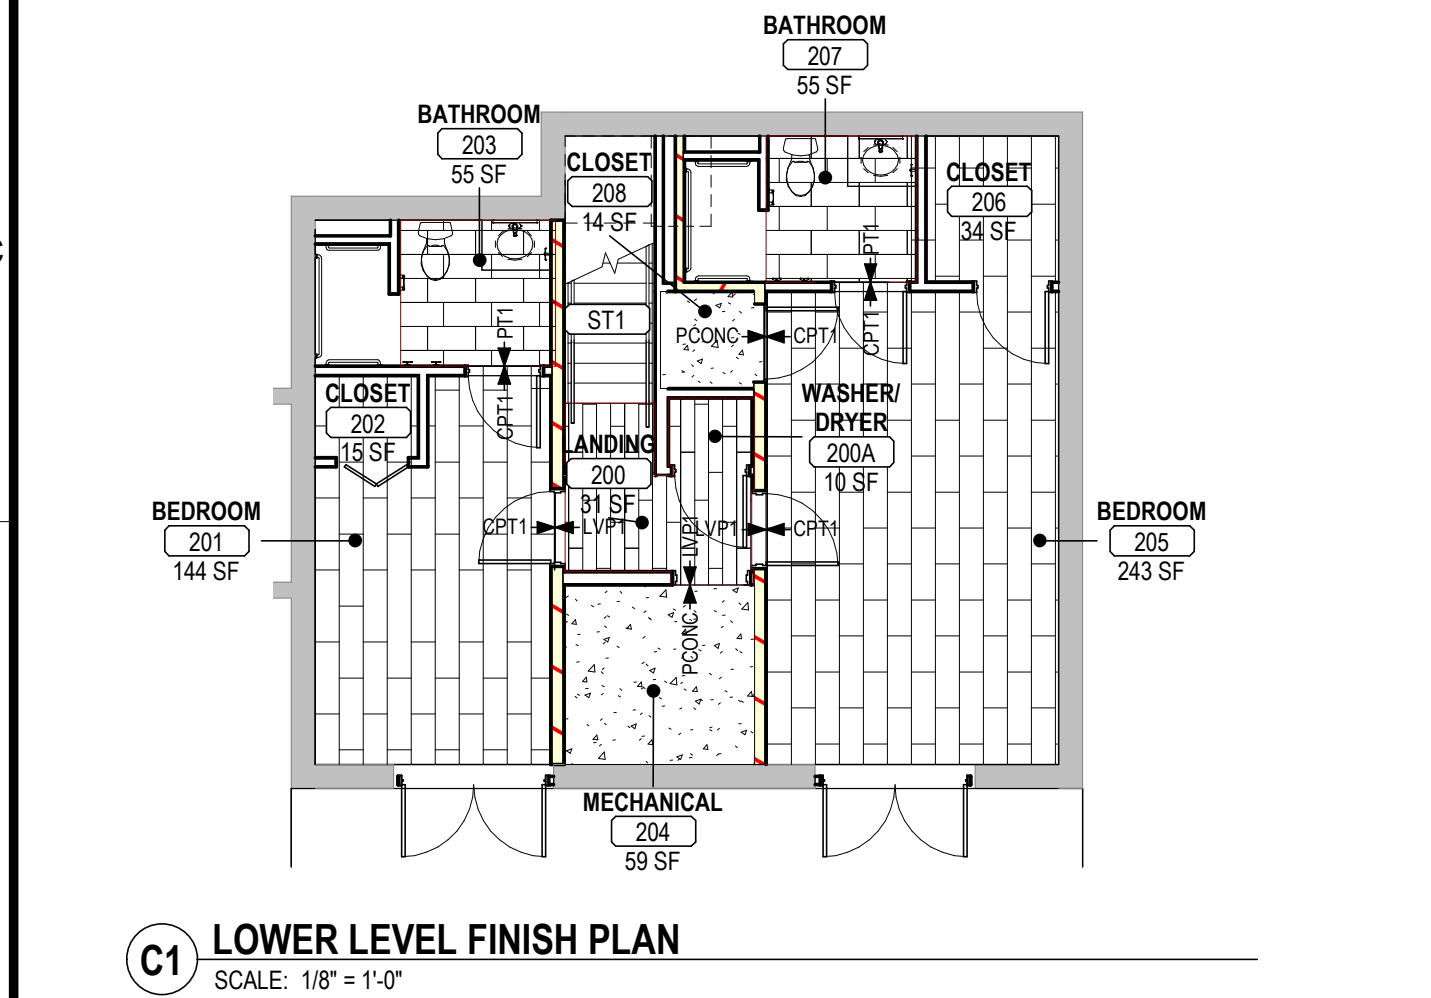 BATHROOM
207
55 SF
BATHROOM
203
55 SF
CLOSET
208
14 SF
CLOSET
206
34 SF
PT1
CPT1
PT1
CPT1
ST1
PCONC
CPT1
CLOSET
202
15 SF
WASHER/
DRYER
200A
10 SF
LANDING
200
31 SF
CPT1
LVP1
LVP1
PCONC
LVP1
CPT1
BEDROOM
201
144 SF
BEDROOM
205
243 SF
MECHANICAL
204
59 SF
C1
LOWER LEVEL FINISH PLAN
SCALE: 1/8" = 1'-0"